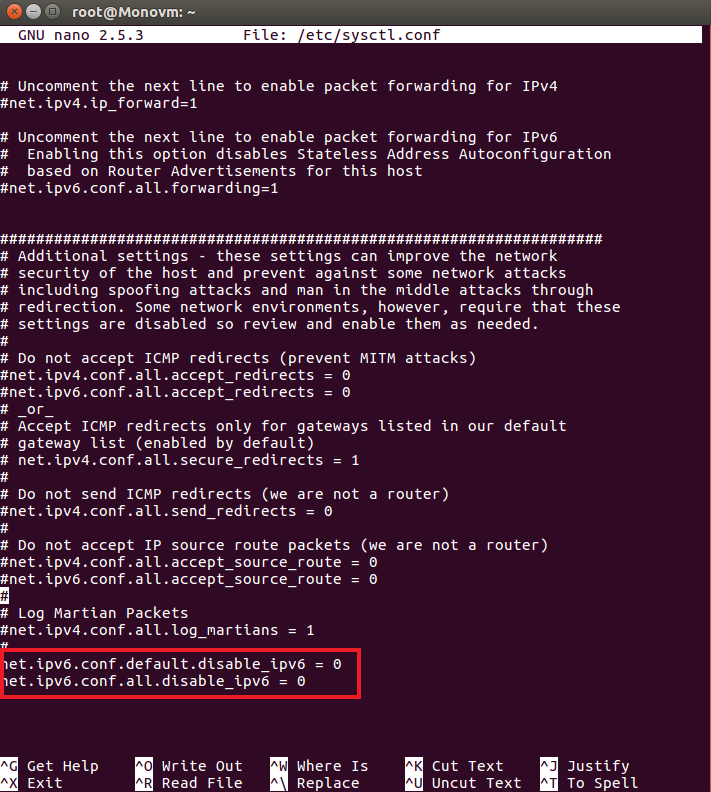 root@Monovm: ~
GNU nano 2.5.3 File: /etc/sysctl.conf
# Uncomment the next line to enable packet forwarding for IPv4
#net.ipv4.ip_forward=1
# Uncomment the next line to enable packet forwarding for IPv6
#  Enabling this option disables Stateless Address Autoconfiguration
#  based on Router Advertisements for this host
#net.ipv6.conf.all.forwarding=1
###################################################################
# Additional settings - these settings can improve the network
# security of the host and prevent against some network attacks
# including spoofing attacks and man in the middle attacks through
# redirection. Some network environments, however, require that these
# settings are disabled so review and enable them as needed.
#
# Do not accept ICMP redirects (prevent MITM attacks)
#net.ipv4.conf.all.accept_redirects = 0
#net.ipv6.conf.all.accept_redirects = 0
# _or_
# Accept ICMP redirects only for gateways listed in our default
# gateway list (enabled by default)
# net.ipv4.conf.all.secure_redirects = 1
#
# Do not send ICMP redirects (we are not a router)
#net.ipv4.conf.all.send_redirects = 0
#
# Do not accept IP source route packets (we are not a router)
#net.ipv4.conf.all.accept_source_route = 0
#net.ipv6.conf.all.accept_source_route = 0
#
# Log Martian Packets
#net.ipv4.conf.all.log_martians = 1
#
net.ipv6.conf.default.disable_ipv6 = 0
net.ipv6.conf.all.disable_ipv6 = 0
^G Get Help ^O Write Out ^W Where Is ^K Cut Text ^J Justify
^X Exit ^R Read File ^\ Replace ^U Uncut Text ^T To Spell